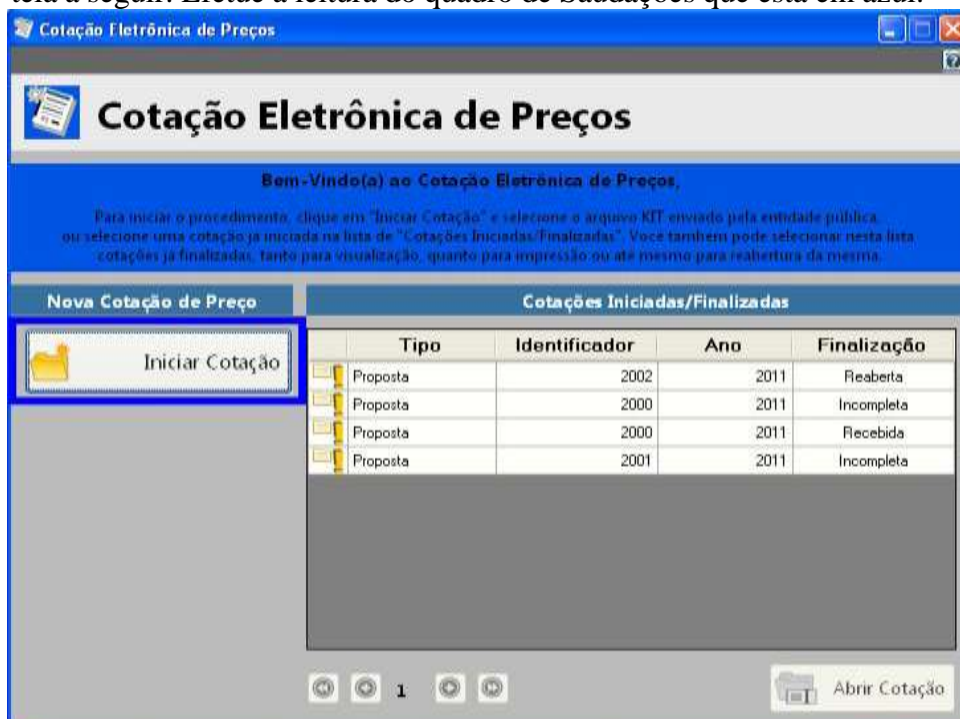 tela a seguir. Efetue a leitura do quadro de Saudações que está em azul.
Cotação Eletrônica de Preços
Cotação Eletrônica de Preços
Bem-Vindo(a) ao Cotação Eletrônica de Preços,
Para iniciar o procedimento, clique em "Iniciar Cotação" e selecione o arquivo KIT enviado pela entidade pública.
ou selecione uma cotação já iniciada na lista de "Cotações Iniciadas/Finalizadas". Você também pode selecionar nesta lista
cotações já finalizadas, tanto para visualização, quanto para impressão ou até mesmo para reabertura da mesma.
Nova Cotação de Preço
Cotações Iniciadas/Finalizadas
Iniciar Cotação
Tipo Identificador Ano Finalização
Proposta 2002 2011 Reaberta
Proposta 2000 2011 Incompleta
Proposta 2000 2011 Recebida
Proposta 2001 2011 Incompleta
1
Abrir Cotação